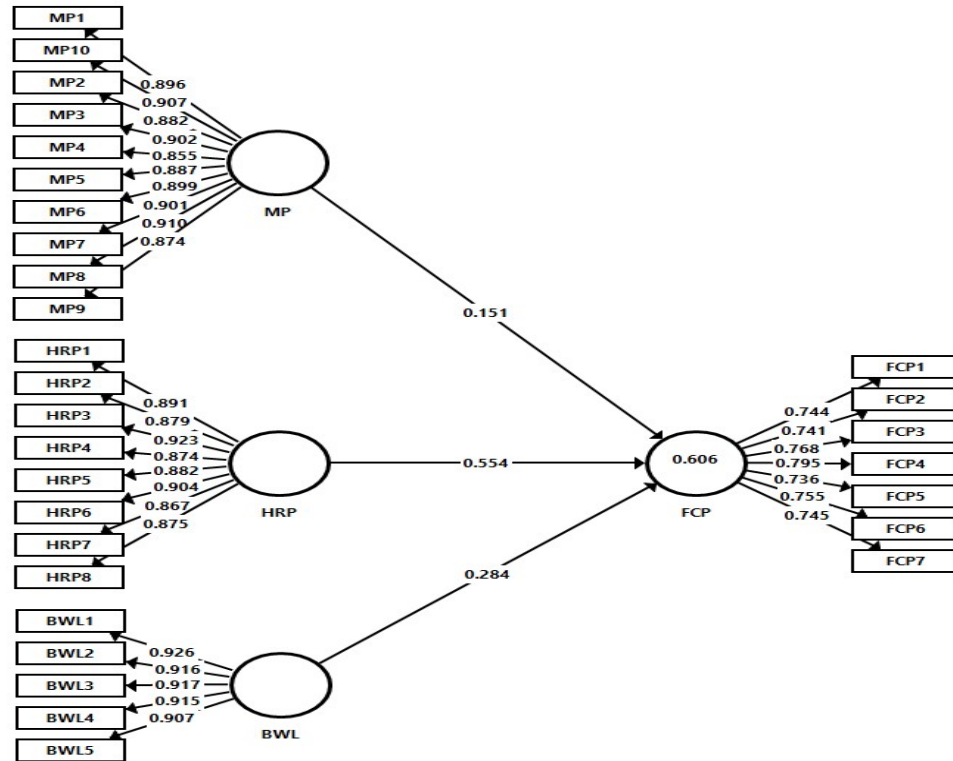 MP1
MP10
MP2
MP3
MP4
MP5
MP6
MP7
MP8
MP9
0.896
0.907
0.882
0.902
0.855
0.887
0.899
0.901
0.910
0.874
MP
0.151
HRP1
HRP2
HRP3
HRP4
HRP5
HRP6
HRP7
HRP8
0.891
0.879
0.923
0.874
0.882
0.904
0.867
0.875
HRP
0.554
BWL1
BWL2
BWL3
BWL4
BWL5
0.926
0.916
0.917
0.915
0.907
BWL
0.284
0.606
FCP
0.744
0.741
0.768
0.795
0.736
0.755
0.745
FCP1
FCP2
FCP3
FCP4
FCP5
FCP6
FCP7